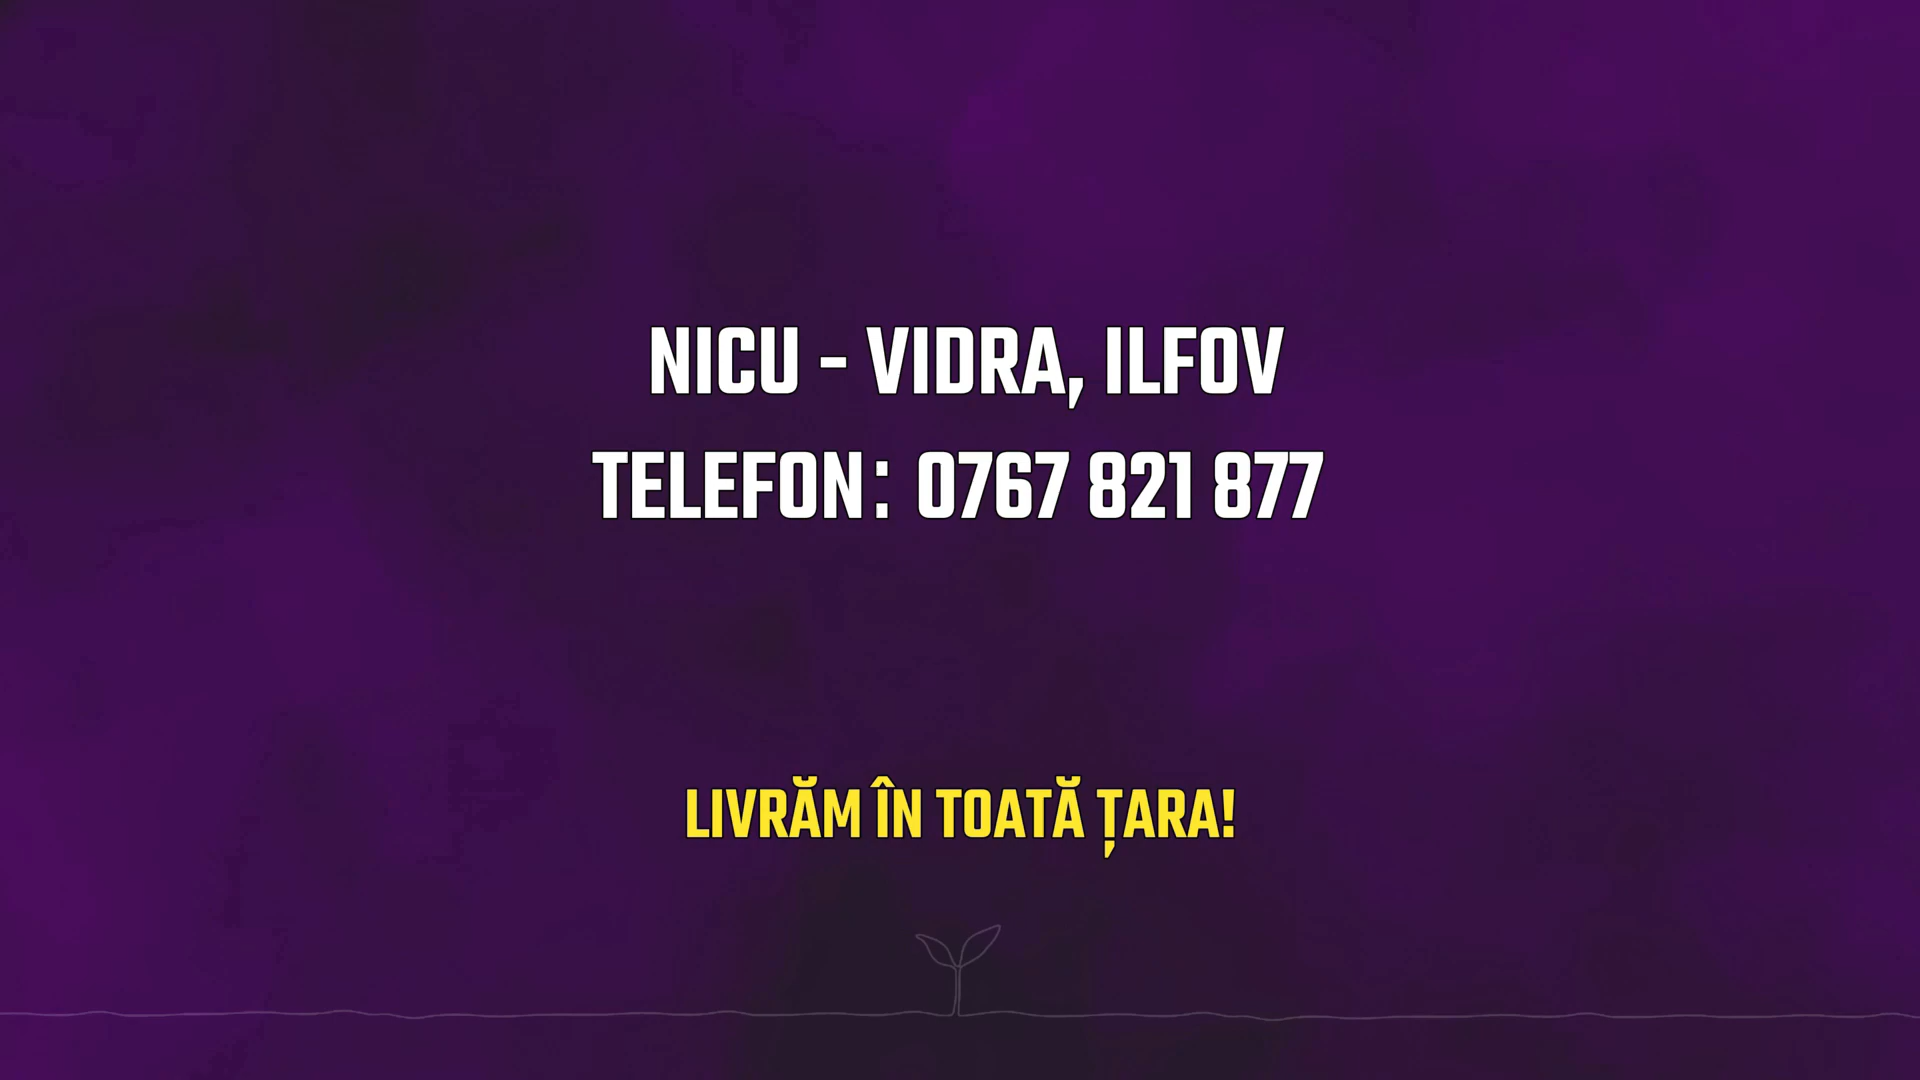 NICU - VIDRA, ILFOV
TELEFON: 0767 821 877
LIVRĂM ÎN TOATĂ ȚARA!